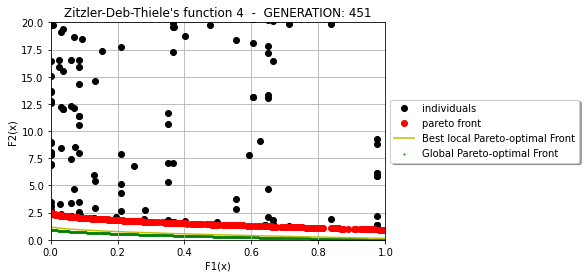 Zitzler-Deb-Thiele's function 4 - GENERATION: 451
20.0
17.5
15.0
12.5
10.0
7.5
5.0
2.5
0.0
F2(x)
0.0 0.2 0.4 0.6 0.8 1.0
F1(x)
individuals
pareto front
Best local Pareto-optimal Front
Global Pareto-optimal Front